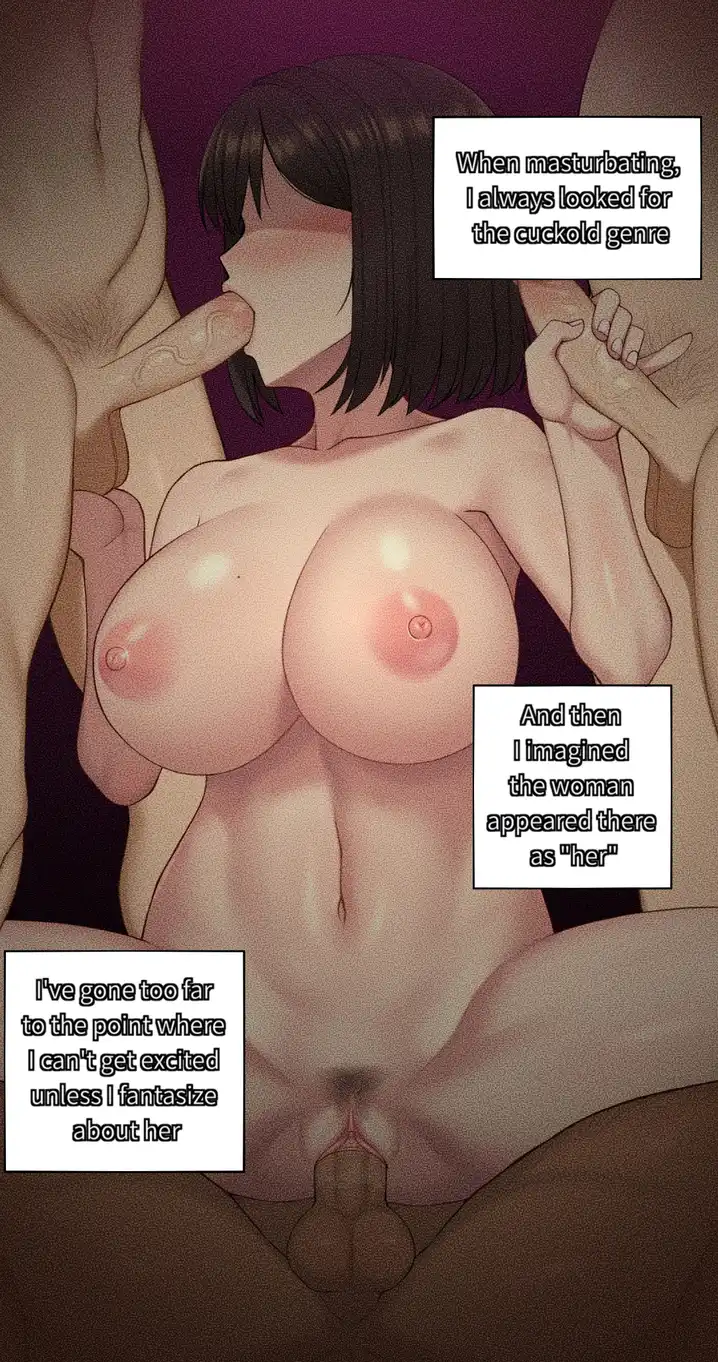 When masturbating,
I always looked for
the cuckold genre
And then
I imagined
the woman
appeared there
as "her"
I've gone too far
to the point where
I can't get excited
unless I fantasize
about her